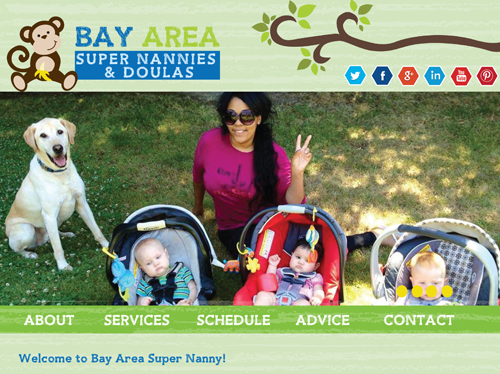 BAY AREA
SUPER NANNIES
& DOULAS
ABOUT SERVICES SCHEDULE ADVICE CONTACT
Welcome to Bay Area Super Nanny!